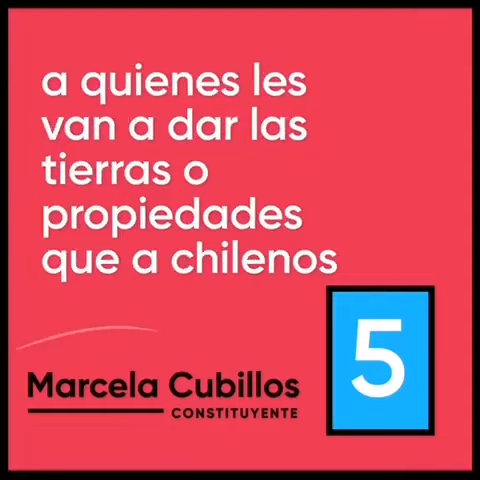 a quienes les
van a dar las
tierras o
propiedades
que a chilenos
5
Marcela Cubillos
CONSTITUYENTE